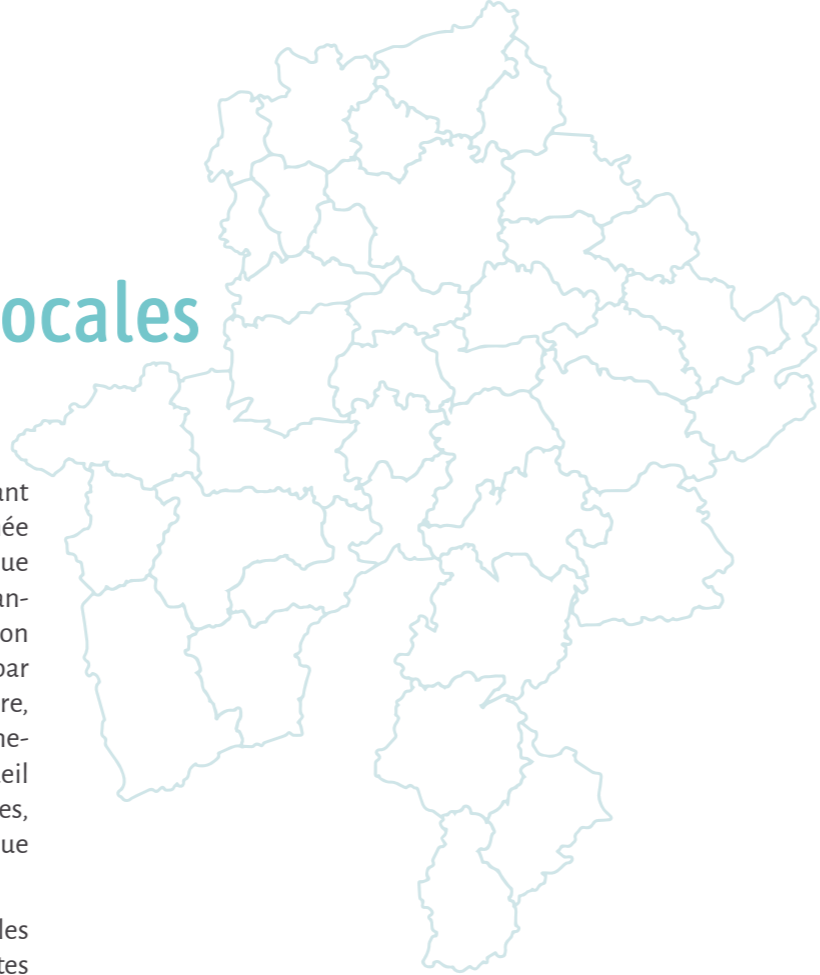 ocales
ant
ée
ue
an-
on
par
re,
ne-
eil
es,
ue
les
tes